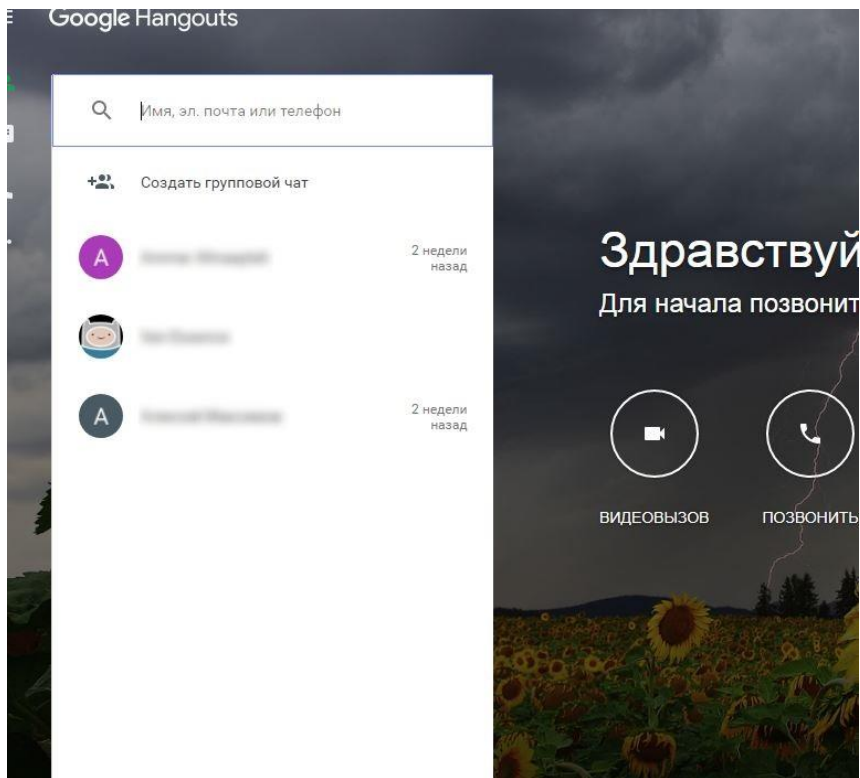 Google Hangouts
Имя, эл. почта или телефон
Создать групповой чат
A
2 недели
назад
A
2 недели
назад
Здравствуй
Для начала позвонит
ВИДЕОВЫЗОВ
ПОЗВОНИТЬ